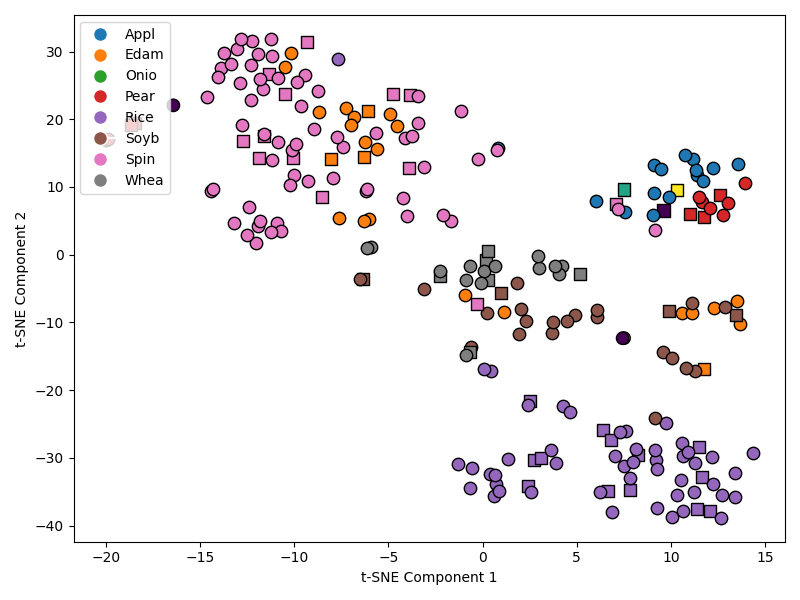 Appl
Edam
Onio
Pear
Rice
Soyb
Spin
Whea
30
20
10
0
−10
−20
−30
−40
−20
−15
−10
−5
0
5
10
15
t-SNE Component 1
t-SNE Component 2